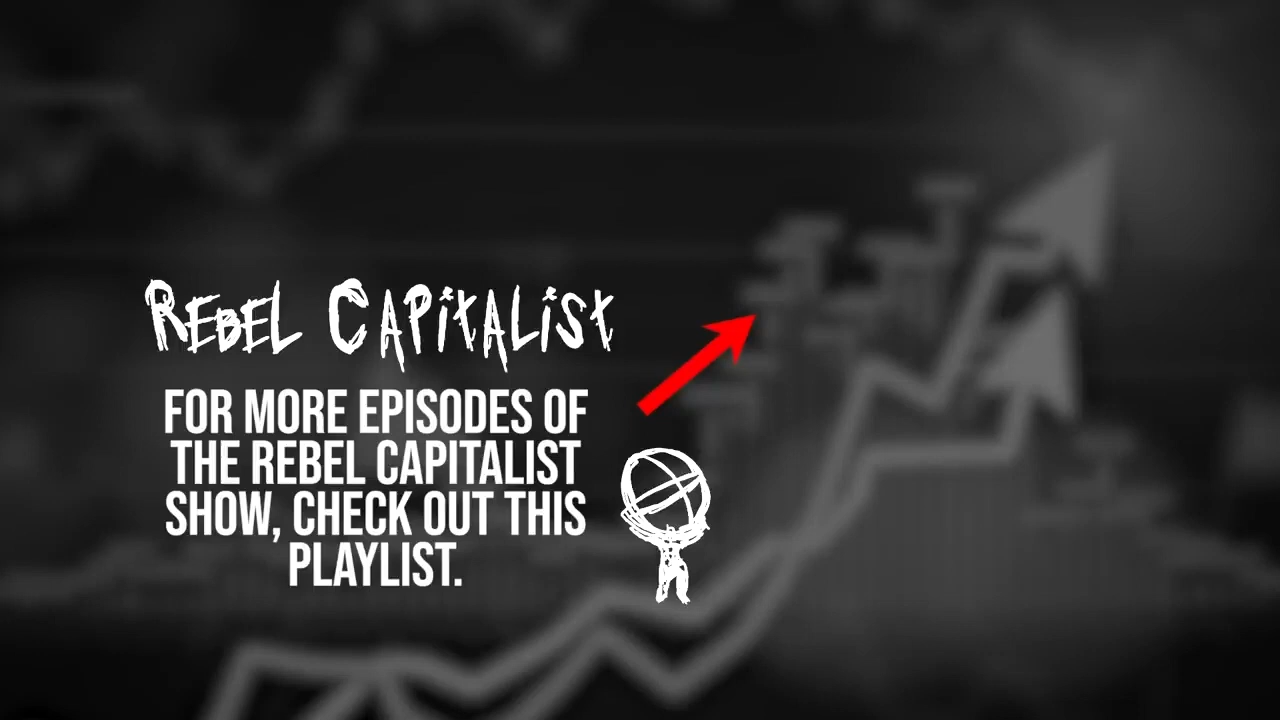 REBEL CAPITALIST
FOR MORE EPISODES OF
THE REBEL CAPITALIST
SHOW, CHECK OUT THIS
PLAYLIST.